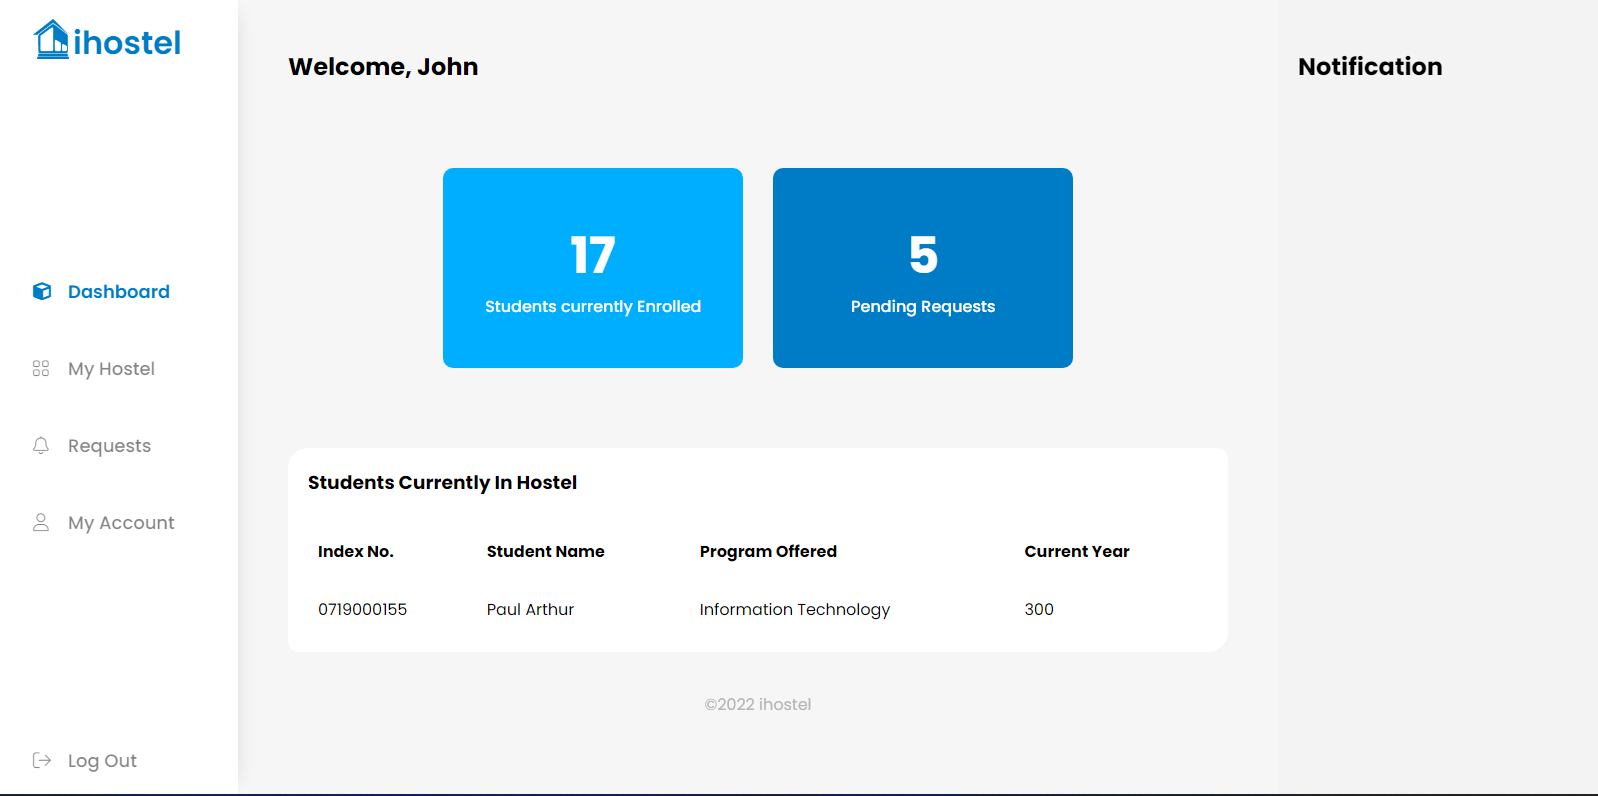 ihostel
Dashboard
My Hostel
Requests
My Account
Log Out
Welcome, John
17
Students currently Enrolled
5
Pending Requests
Students Currently In Hostel
Index No. Student Name Program Offered Current Year
0719000155 Paul Arthur Information Technology 300
©2022 ihostel
Notification